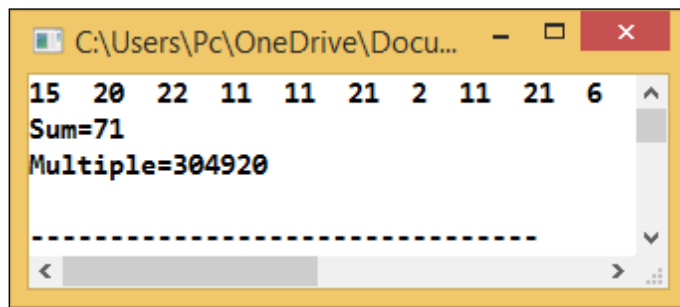 C:\Users\Pc\OneDrive\Docu...
15 20 22 11 11 21 2 11 21 6
Sum=71
Multiple=304920
--------------------------------